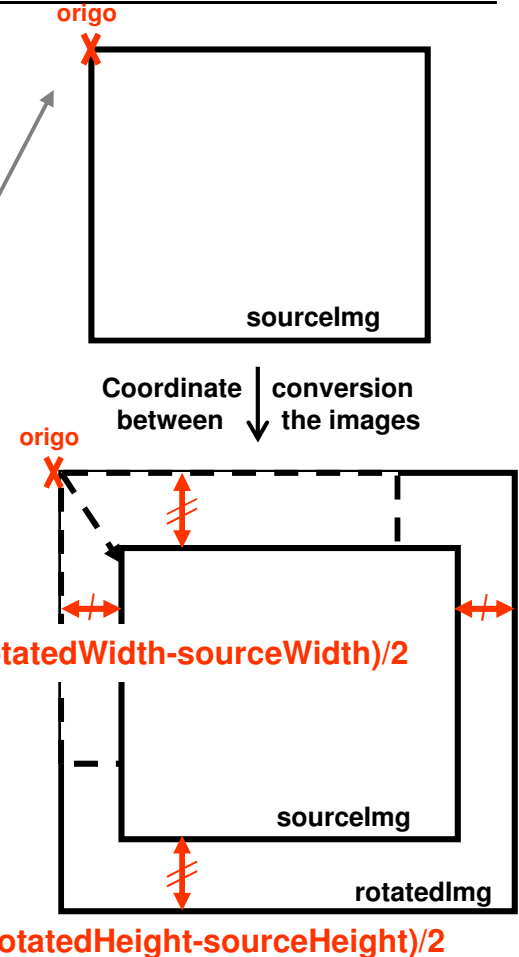 origo
sourceImg
Coordinate conversion
between the images
origo
tatedWidth-sourceWidth)/2
sourceImg
rotatedImg
otatedHeight-sourceHeight)/2